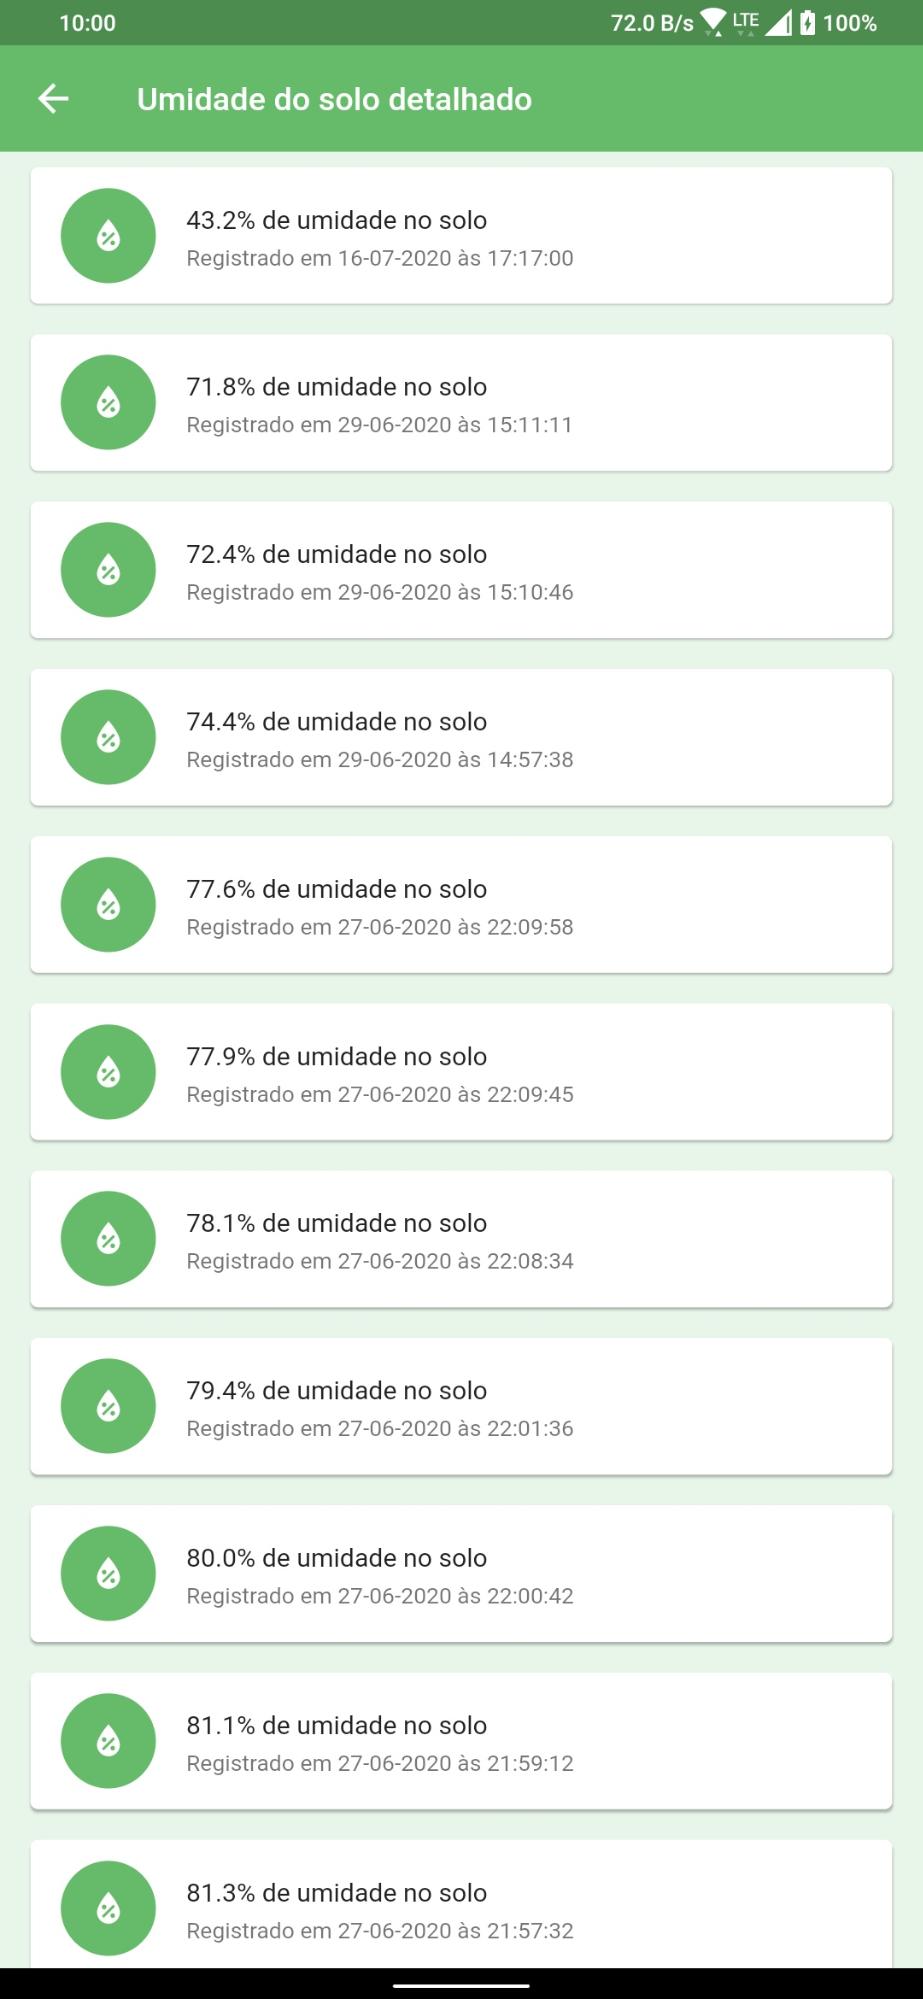 10:00 72.0 B/s LTE 100%
Umidade do solo detalhado
43.2% de umidade no solo
Registrado em 16-07-2020 às 17:17:00
71.8% de umidade no solo
Registrado em 29-06-2020 às 15:11:11
72.4% de umidade no solo
Registrado em 29-06-2020 às 15:10:46
74.4% de umidade no solo
Registrado em 29-06-2020 às 14:57:38
77.6% de umidade no solo
Registrado em 27-06-2020 às 22:09:58
77.9% de umidade no solo
Registrado em 27-06-2020 às 22:09:45
78.1% de umidade no solo
Registrado em 27-06-2020 às 22:08:34
79.4% de umidade no solo
Registrado em 27-06-2020 às 22:01:36
80.0% de umidade no solo
Registrado em 27-06-2020 às 22:00:42
81.1% de umidade no solo
Registrado em 27-06-2020 às 21:59:12
81.3% de umidade no solo
Registrado em 27-06-2020 às 21:57:32